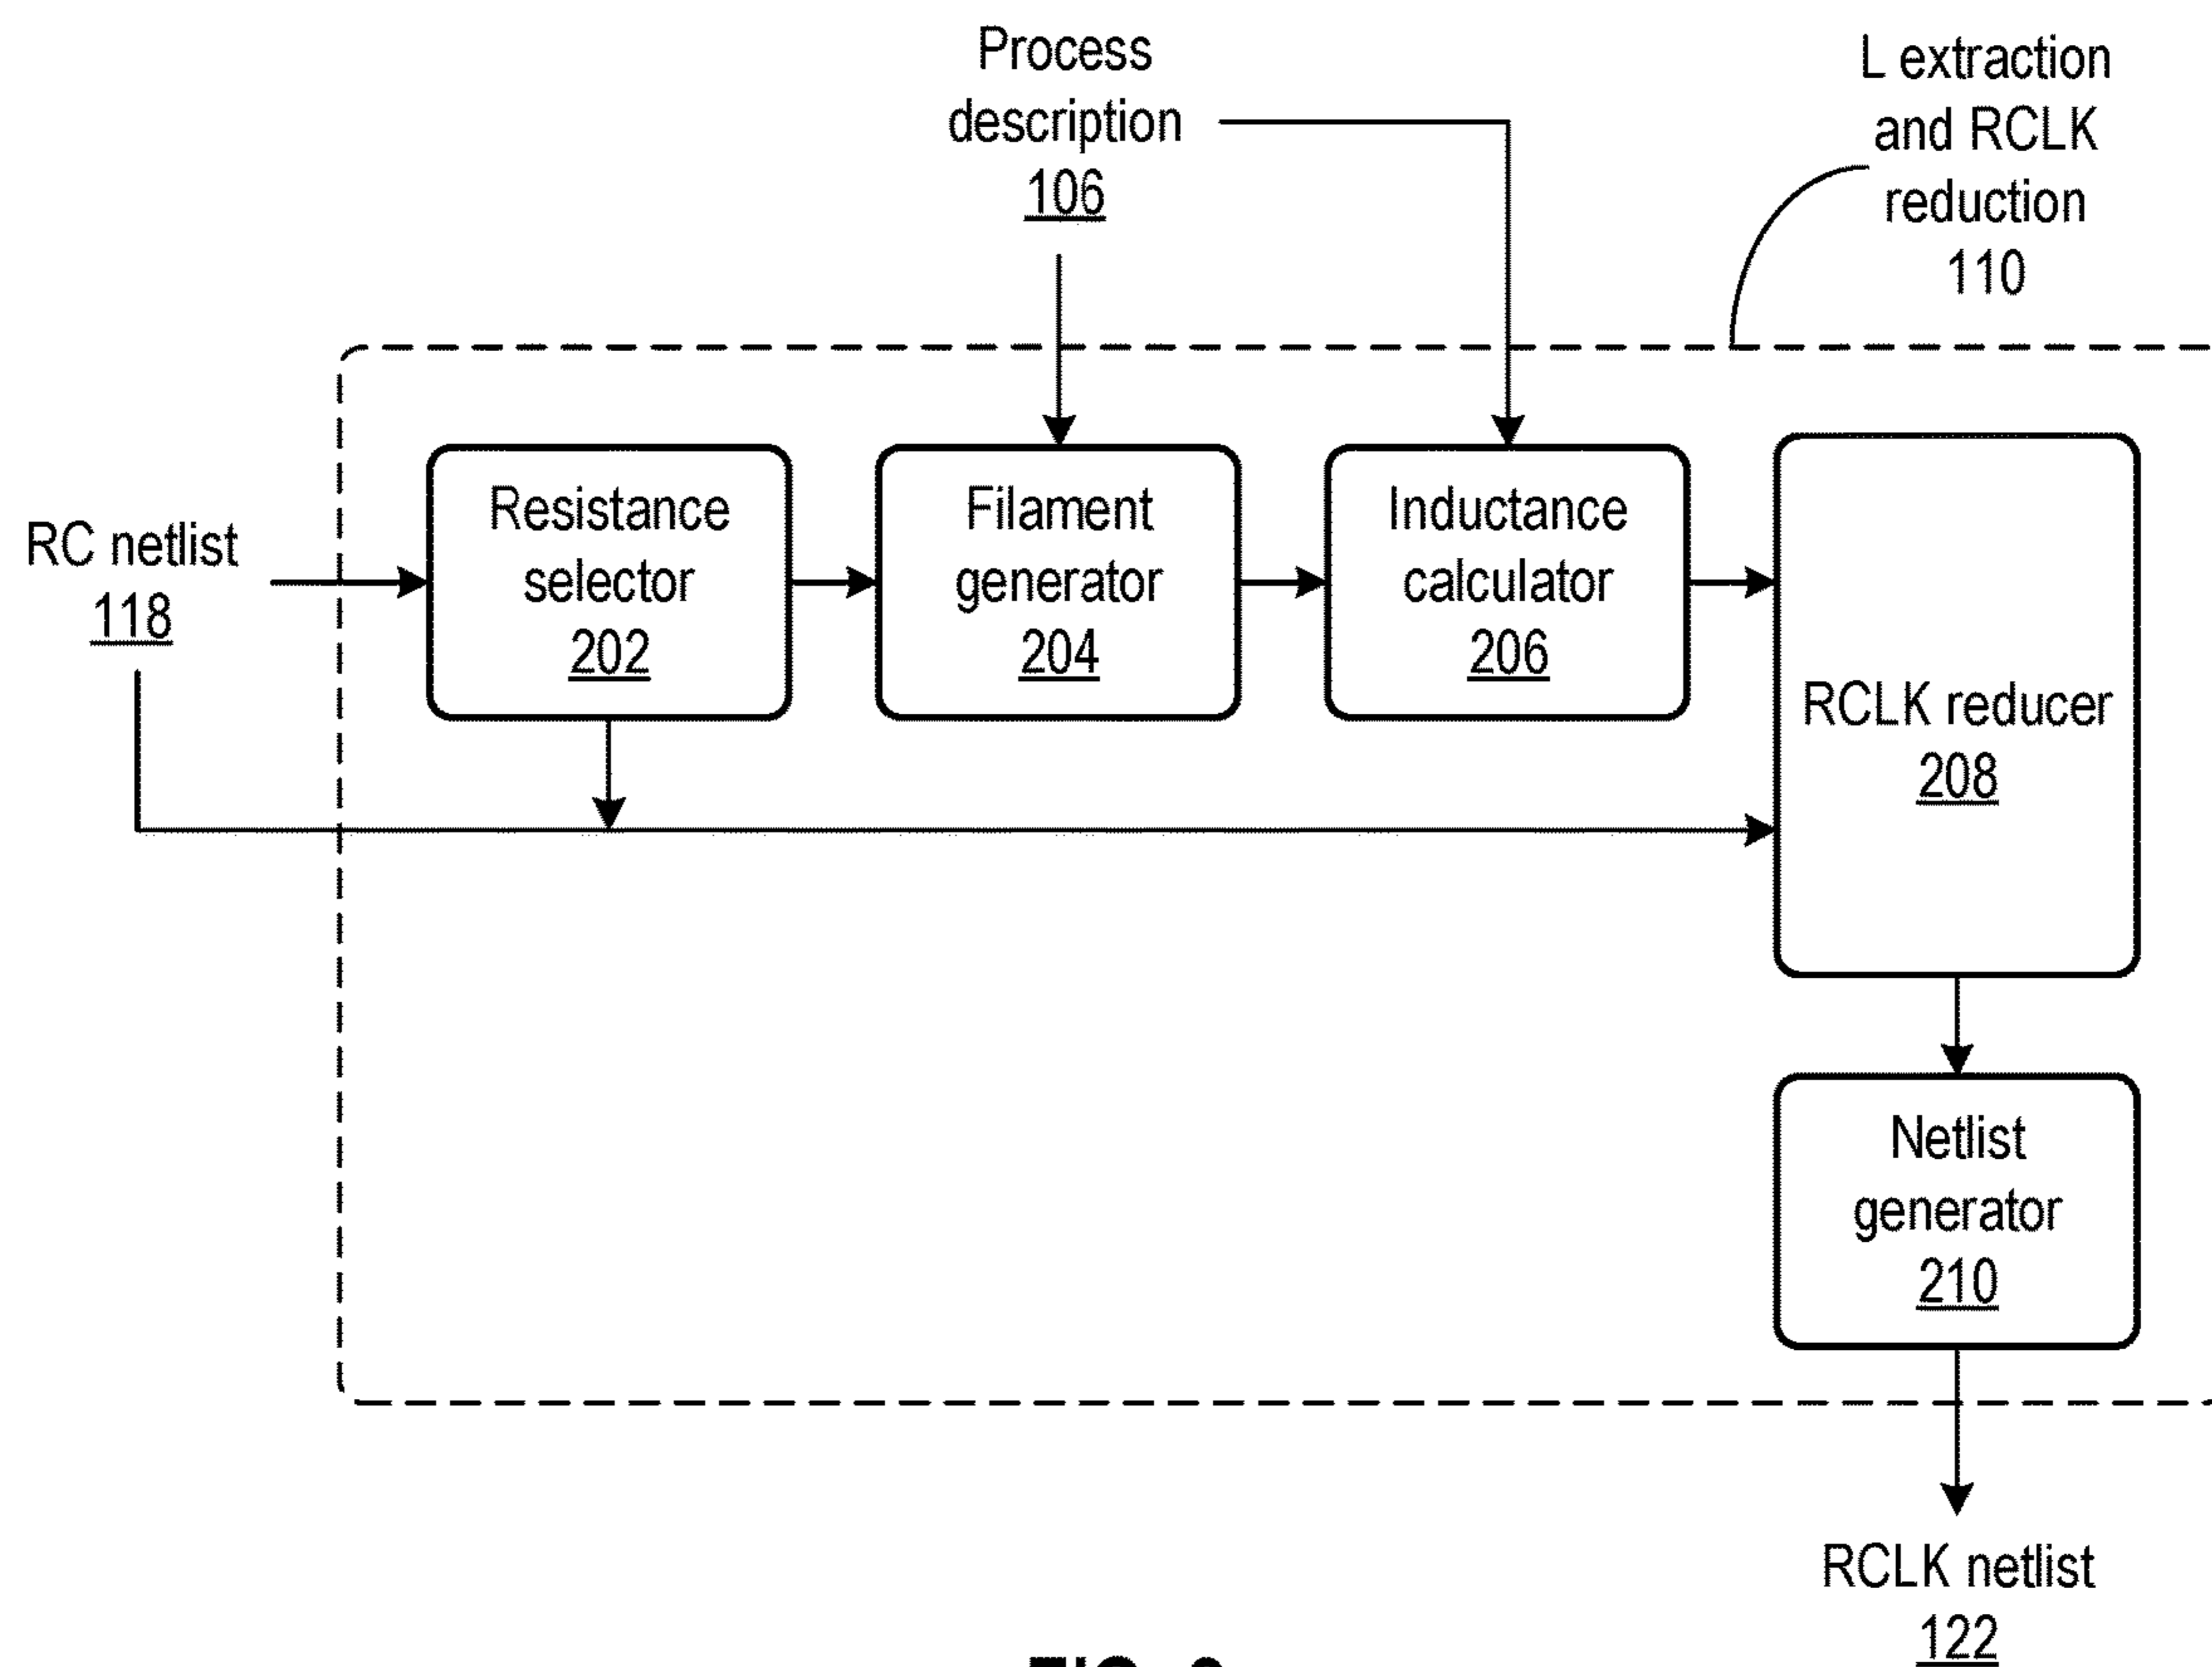 Process
description
106
L extraction
and RCLK
reduction
110
RC netlist
118
Resistance
selector
202
Filament
generator
204
Inductance
calculator
206
RCLK reducer
208
Netlist
generator
210
RCLK netlist
122